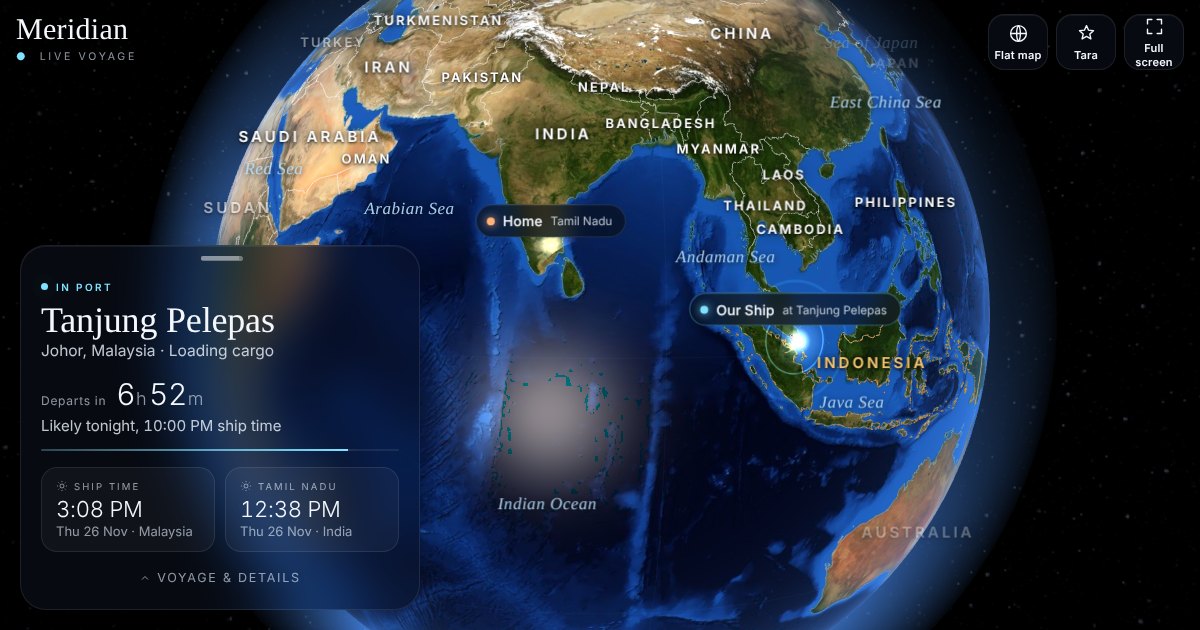 Meridian
LIVE VOYAGE
Flat map
Tara
Full
screen
TURKMENISTAN
TURKEY
CHINA
Sea of Japan
JAPAN
IRAN
PAKISTAN
NEPAL
East China Sea
SAUDI ARABIA
INDIA
BANGLADESH
OMAN
MYANMAR
Red Sea
LAOS
SUDAN
Arabian Sea
THAILAND
PHILIPPINES
Home Tamil Nadu
CAMBODIA
Andaman Sea
Our Ship at Tanjung Pelepas
INDONESIA
Java Sea
Indian Ocean
AUSTRALIA
IN PORT
Tanjung Pelepas
Johor, Malaysia · Loading cargo
Departs in 6h 52m
Likely tonight, 10:00 PM ship time
SHIP TIME
3:08 PM
Thu 26 Nov · Malaysia
TAMIL NADU
12:38 PM
Thu 26 Nov · India
VOYAGE & DETAILS